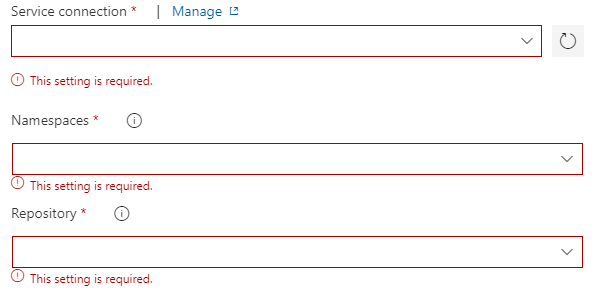 Service connection * | Manage
This setting is required.
Namespaces *
This setting is required.
Repository *
This setting is required.